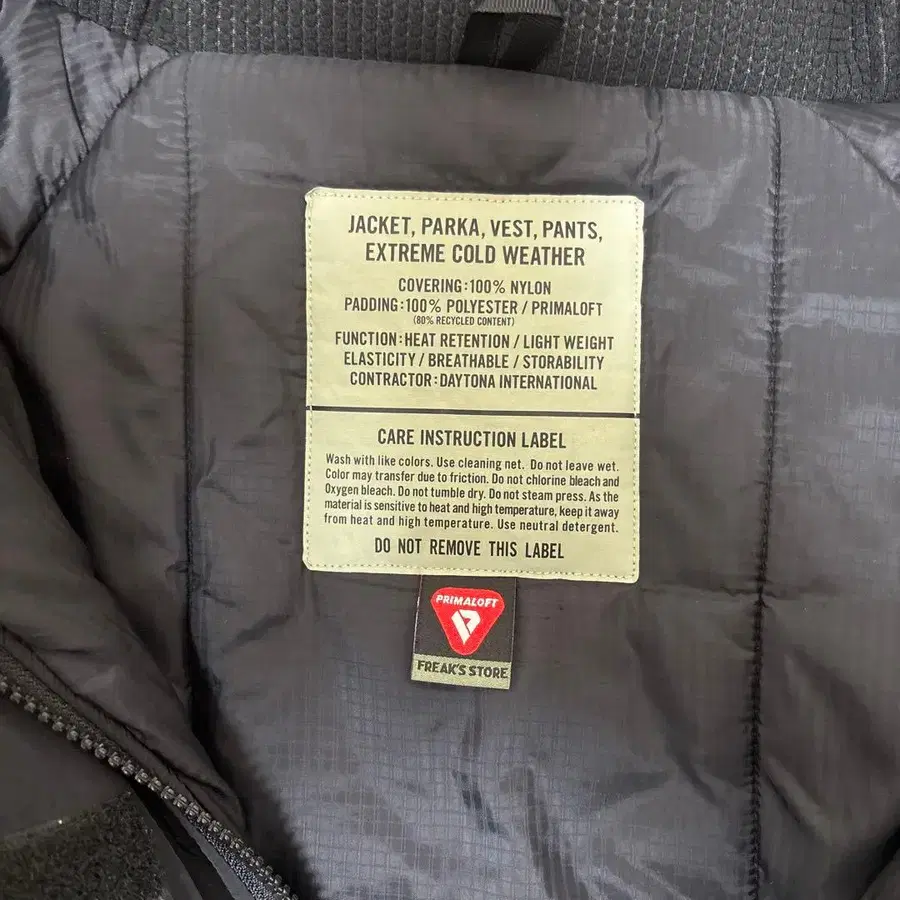 JACKET, PARKA, VEST, PANTS,
EXTREME COLD WEATHER
COVERING:100% NYLON
PADDING:100% POLYESTER / PRIMALOFT
(80% RECYCLED CONTENT)
FUNCTION:HEAT RETENTION / LIGHT WEIGHT
ELASTICITY / BREATHABLE / STORABILITY
CONTRACTOR:DAYTONA INTERNATIONAL
CARE INSTRUCTION LABEL
Wash with like colors. Use cleaning net. Do not leave wet.
Color may transfer due to friction. Do not chlorine bleach and
Oxygen bleach. Do not tumble dry. Do not steam press. As the
material is sensitive to heat and high temperature, keep it away
from heat and high temperature. Use neutral detergent.
DO NOT REMOVE THIS LABEL
PRIMALOFT
FREAK'S STORE